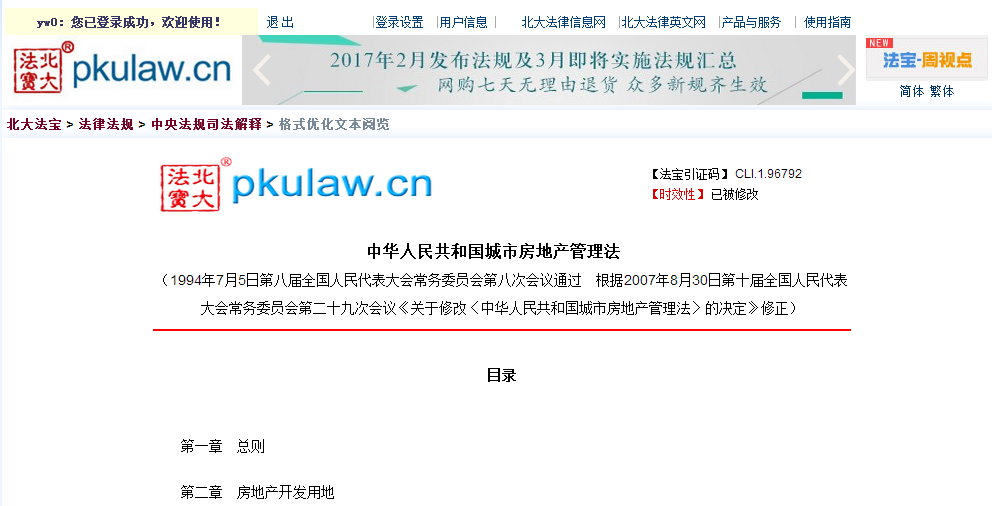 yw0：您已登录成功，欢迎使用！ 退 出 |登录设置 |用户信息 | 北大法律信息网 |北大法律英文网 |产品与服务 | 使用指南
法北寶大® pkulaw.cn
2017年2月发布法规及3月即将实施法规汇总
网购七天无理由退货 众多新规齐生效
NEW
法宝-周视点
简体 繁体
北大法宝 > 法律法规 > 中央法规司法解释 > 格式优化文本阅览
法北寶大® pkulaw.cn
【法宝引证码】 CLI.1.96792
【时效性】 已被修改
中华人民共和国城市房地产管理法
（1994年7月5日第八届全国人民代表大会常务委员会第八次会议通过　根据2007年8月30日第十届全国人民代表
大会常务委员会第二十九次会议《关于修改〈中华人民共和国城市房地产管理法〉的决定》修正）
目录
第一章　总则
第二章　房地产开发用地